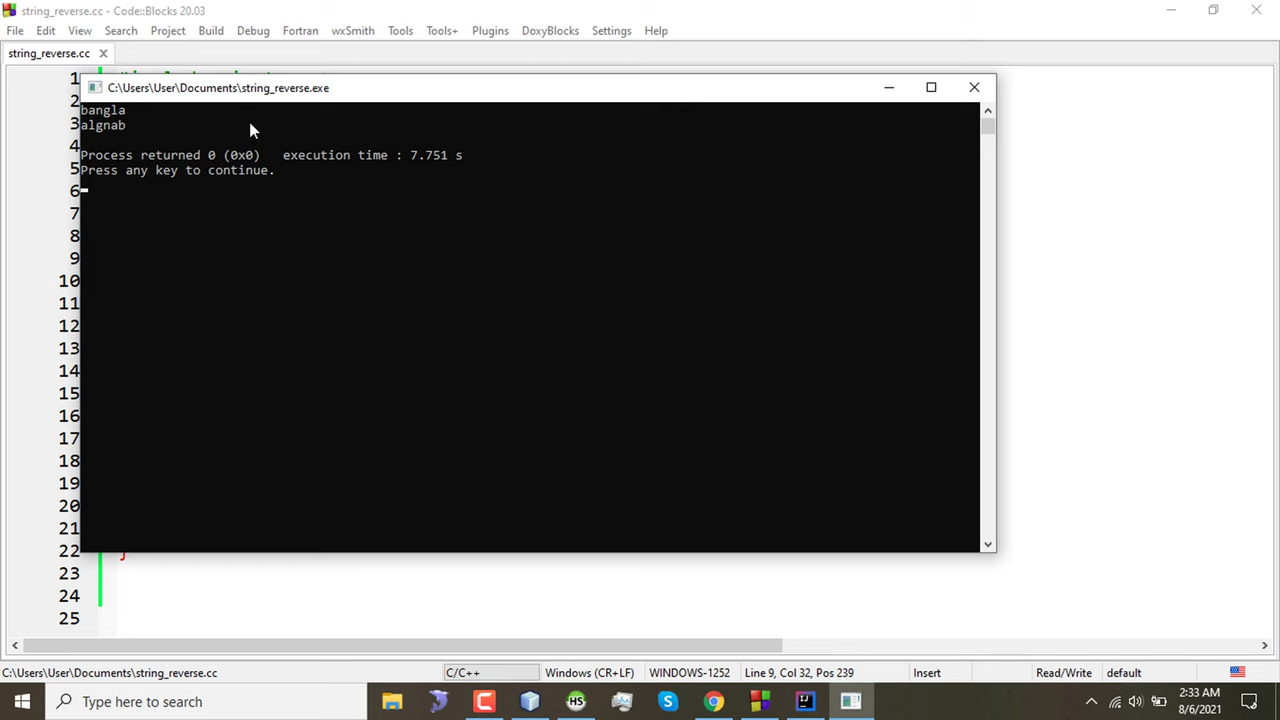 string_reverse.cc - Code::Blocks 20.03
File Edit View Search Project Build Debug Fortran wxSmith Tools Tools+ Plugins DoxyBlocks Settings Help
string_reverse.cc
C:\Users\User\Documents\string_reverse.exe
bangla
algnab
Process returned 0 (0x0)   execution time : 7.751 s
Press any key to continue.
1
2
3
4
5
6
7
8
9
10
11
12
13
14
15
16
17
18
19
20
21
22 }
23
24
25
C:\Users\User\Documents\string_reverse.cc C/C++ Windows (CR+LF) WINDOWS-1252 Line 9, Col 32, Pos 239 Insert Read/Write default
Type here to search
HS
2:33 AM
8/6/2021